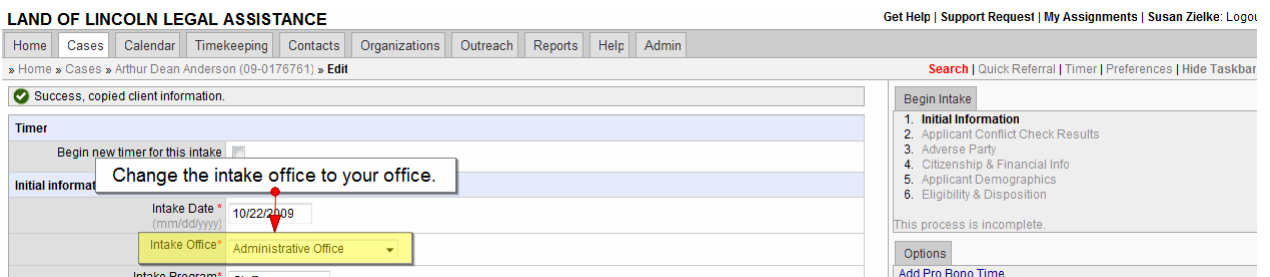 LAND OF LINCOLN LEGAL ASSISTANCE
Get Help | Support Request | My Assignments | Susan Zielke: Logou
Home Cases Calendar Timekeeping Contacts Organizations Outreach Reports Help Admin
» Home » Cases » Arthur Dean Anderson (09-0176761) » Edit
Search | Quick Referral | Timer | Preferences | Hide Taskbar
Success, copied client information.
Timer
Begin new timer for this intake
Change the intake office to your office.
Initial informat
Intake Date * 10/22/2009
(mm/dd/yyyy)
Intake Office* Administrative Office
Intake Program*
Begin Intake
1. Initial Information
2. Applicant Conflict Check Results
3. Adverse Party
4. Citizenship & Financial Info
5. Applicant Demographics
6. Eligibility & Disposition
This process is incomplete.
Options
Add Pro Bono Time